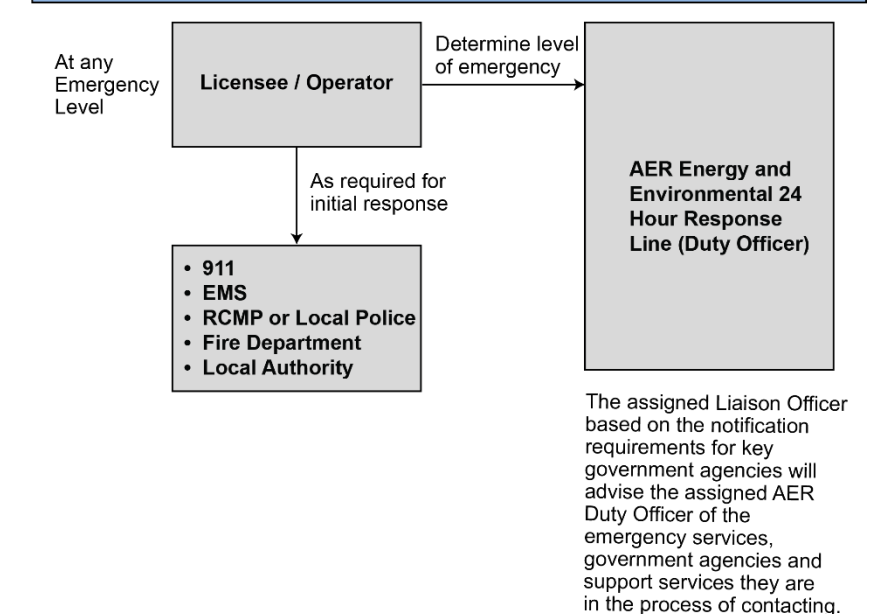 At any
Emergency
Level
Licensee / Operator
Determine level
of emergency
As required for
initial response
AER Energy and
Environmental 24
Hour Response
Line (Duty Officer)
• 911
• EMS
• RCMP or Local Police
• Fire Department
• Local Authority
The assigned Liaison Officer
based on the notification
requirements for key
government agencies will
advise the assigned AER
Duty Officer of the
emergency services,
government agencies and
support services they are
in the process of contacting.